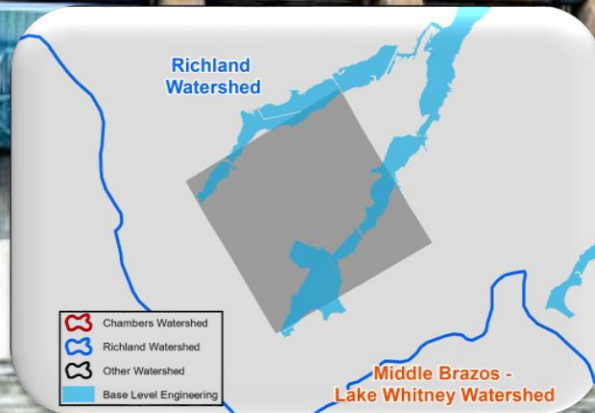 Richland
Watershed
Chambers Watershed
Richland Watershed
Other Watershed
Base Level Engineering
Middle Brazos -
Lake Whitney Watershed